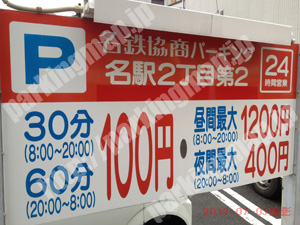 P
名鉄協商パーキング
名駅2丁目第2
24
時間営業
30分
(8:00~20:00)
60分
(20:00~8:00)
100円
昼間最大
(8:00~20:00)
1200円
夜間最大
(20:00~8:00)
400円